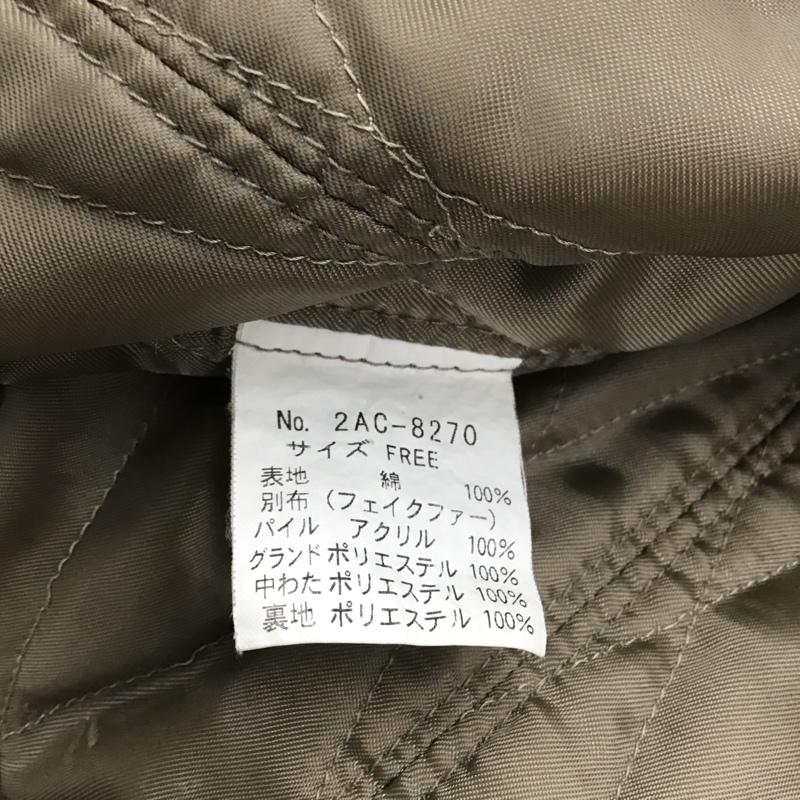 No. 2AC-8270
サイズ FREE
表地 綿 100%
別布 (フェイクファー)
パイル アクリル 100%
グランド ポリエステル 100%
中わた ポリエステル 100%
裏地 ポリエステル 100%